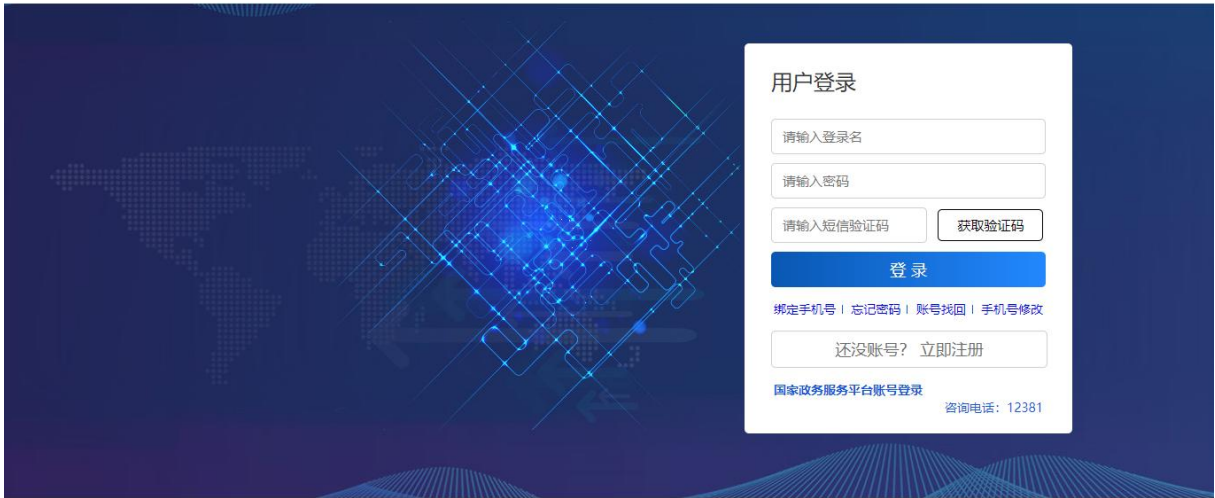 用户登录
请输入登录名
请输入密码
请输入短信验证码 获取验证码
登 录
绑定手机号 | 忘记密码 | 账号找回 | 手机号修改
还没账号? 立即注册
国家政务服务平台账号登录
咨询电话: 12381